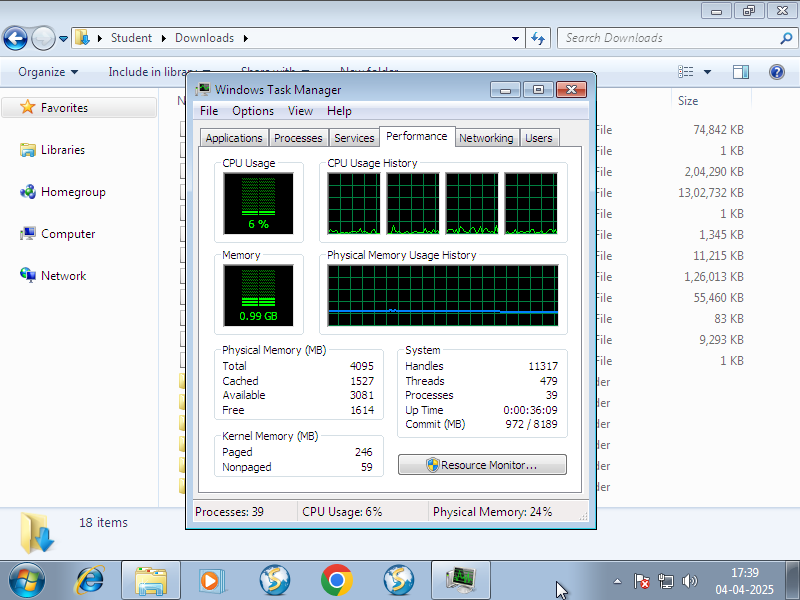 Student
Downloads
Search Downloads
Organize
Include in librar
Share with
New folder
Size
Favorites
Libraries
Homegroup
Computer
Network
Windows Task Manager
File Options View Help
Applications Processes Services Performance Networking Users
CPU Usage
CPU Usage History
6 %
Memory
Physical Memory Usage History
0.99 GB
Physical Memory (MB)
Total 4095
Cached 1527
Available 3081
Free 1614
Kernel Memory (MB)
Paged 246
Nonpaged 59
System
Handles 11317
Threads 479
Processes 39
Up Time 0:00:36:09
Commit (MB) 972 / 8189
Resource Monitor...
Processes: 39 CPU Usage: 6% Physical Memory: 24%
File 74,842 KB
File 1 KB
File 2,04,290 KB
File 13,02,732 KB
File 1 KB
File 1,345 KB
File 11,215 KB
File 1,26,013 KB
File 55,460 KB
File 83 KB
File 9,293 KB
File 1 KB
der
der
der
der
der
der
18 items
17:39
04-04-2025